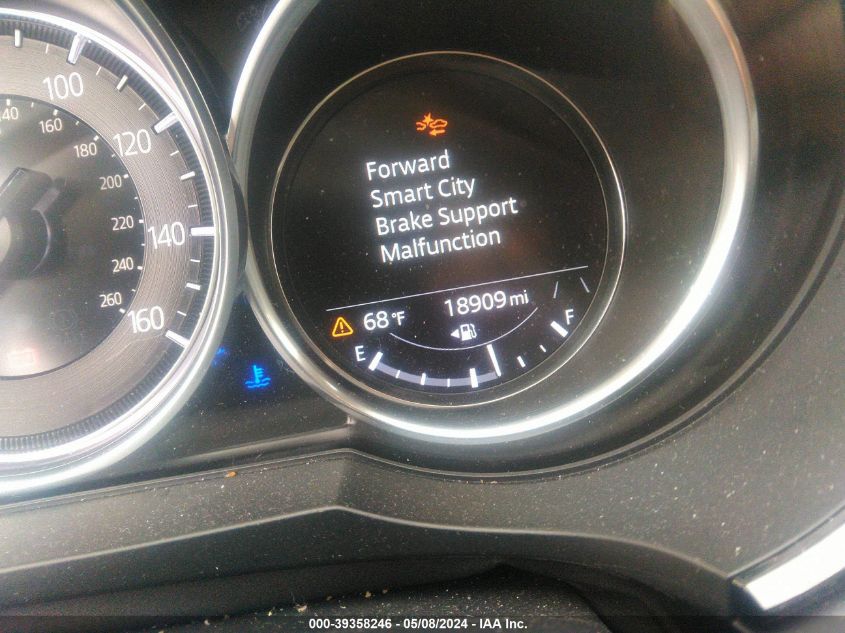 100
120
140
160
140
160
180
200
220
240
260
Forward
Smart City
Brake Support
Malfunction
68°F
18909 mi
E
F
000-39358246 - 05/08/2024 - IAA Inc.